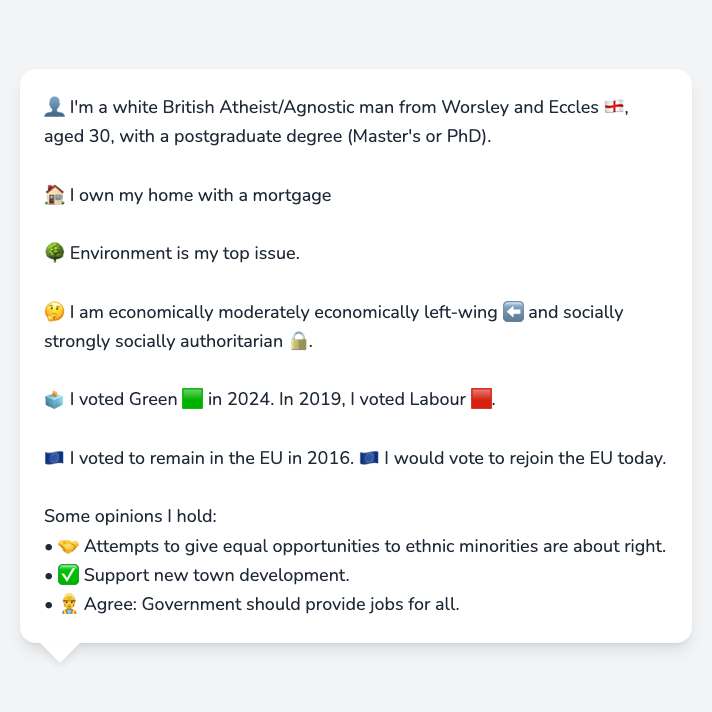 👤 I'm a white British Atheist/Agnostic man from Worsley and Eccles 🏴󠁧󠁢󠁥󠁮󠁧󠁿,
aged 30, with a postgraduate degree (Master's or PhD).
🏠 I own my home with a mortgage
🌳 Environment is my top issue.
🤔 I am economically moderately economically left-wing ⬅️ and socially
strongly socially authoritarian 🔒.
🗳️ I voted Green 🟩 in 2024. In 2019, I voted Labour 🟥.
🇪🇺 I voted to remain in the EU in 2016. 🇪🇺 I would vote to rejoin the EU today.
Some opinions I hold:
• 🤝 Attempts to give equal opportunities to ethnic minorities are about right.
• ✅ Support new town development.
• 👷 Agree: Government should provide jobs for all.